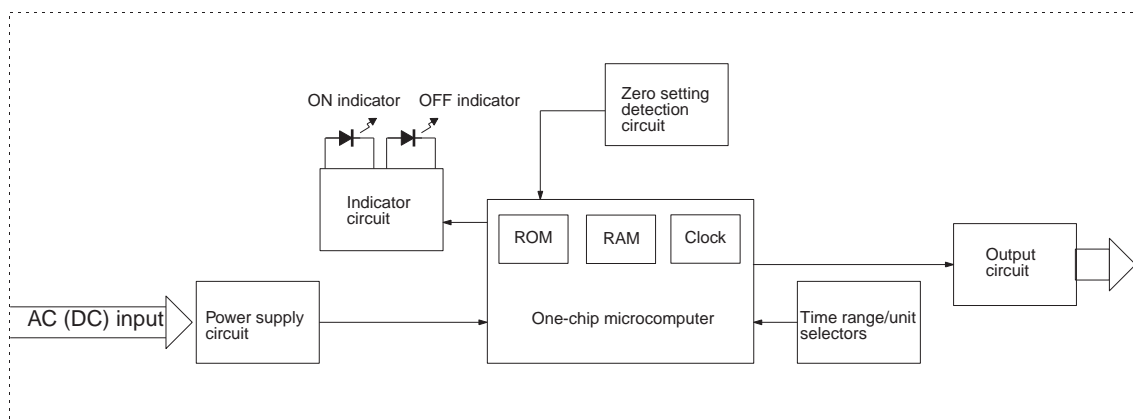 ON indicator
OFF indicator
Zero setting
detection
circuit
Indicator
circuit
ROM
RAM
Clock
Output
circuit
AC (DC) input
Power supply
circuit
One-chip microcomputer
Time range/unit
selectors